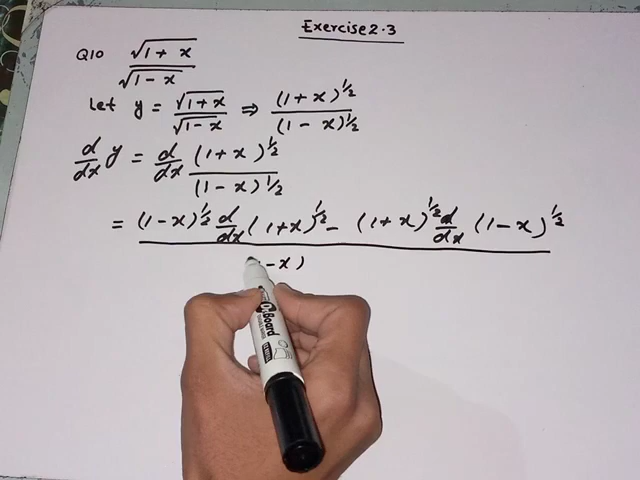 Exercise 2.3
Q10 √1 + x / √1 - x
Let y = √1+x / √1-x ⇒ (1+x)^1/2 / (1-x)^1/2
d/dx y = d/dx (1+x)^1/2 / (1-x)^1/2
= (1-x)^1/2 d/dx (1+x)^1/2 - (1+x)^1/2 d/dx (1-x)^1/2
-x)
Board